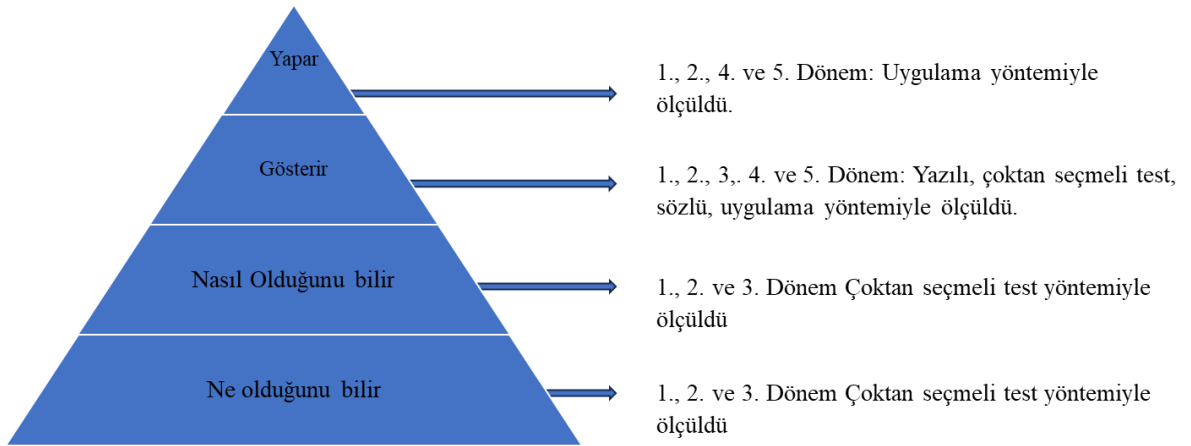 Yapar
1., 2., 4. ve 5. Dönem: Uygulama yöntemiyle
ölçüldü.
Gösterir
1., 2., 3,. 4. ve 5. Dönem: Yazılı, çoktan seçmeli test,
sözlü, uygulama yöntemiyle ölçüldü.
Nasıl Olduğunu bilir
1., 2. ve 3. Dönem Çoktan seçmeli test yöntemiyle
ölçüldü
Ne olduğunu bilir
1., 2. ve 3. Dönem Çoktan seçmeli test yöntemiyle
ölçüldü